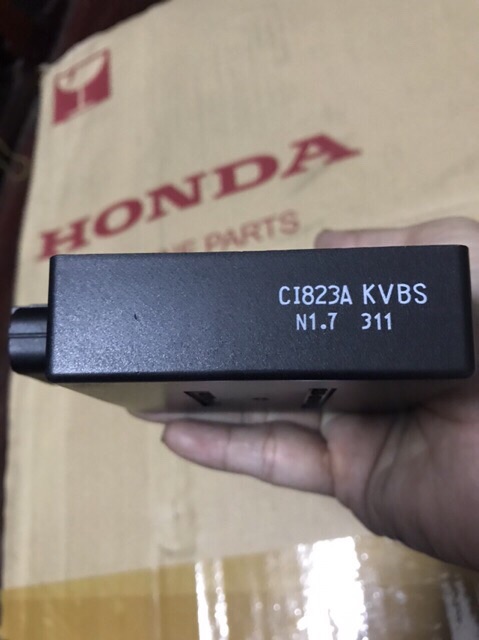 HONDA
PARTS
CI823A KVBS
N1.7 311